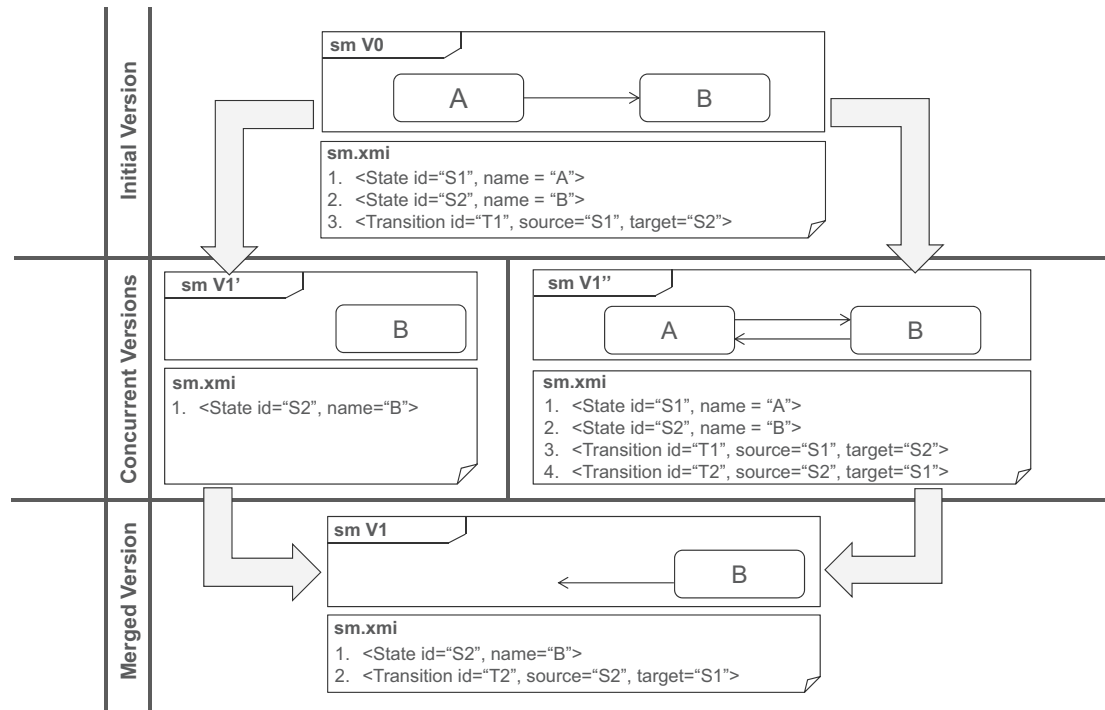 Initial Version
sm V0
A
B
sm.xmi
1. <State id=“S1”, name = “A”>
2. <State id=“S2”, name = “B”>
3. <Transition id=“T1”, source=“S1”, target=“S2”>
Concurrent Versions
sm V1’
B
sm.xmi
1. <State id=“S2”, name=“B”>
sm V1’’
A
B
sm.xmi
1. <State id=“S1”, name = “A”>
2. <State id=“S2”, name = “B”>
3. <Transition id=“T1”, source=“S1”, target=“S2”>
4. <Transition id=“T2”, source=“S2”, target=“S1”>
Merged Version
sm V1
B
sm.xmi
1. <State id=“S2”, name=“B”>
2. <Transition id=“T2”, source=“S2”, target=“S1”>